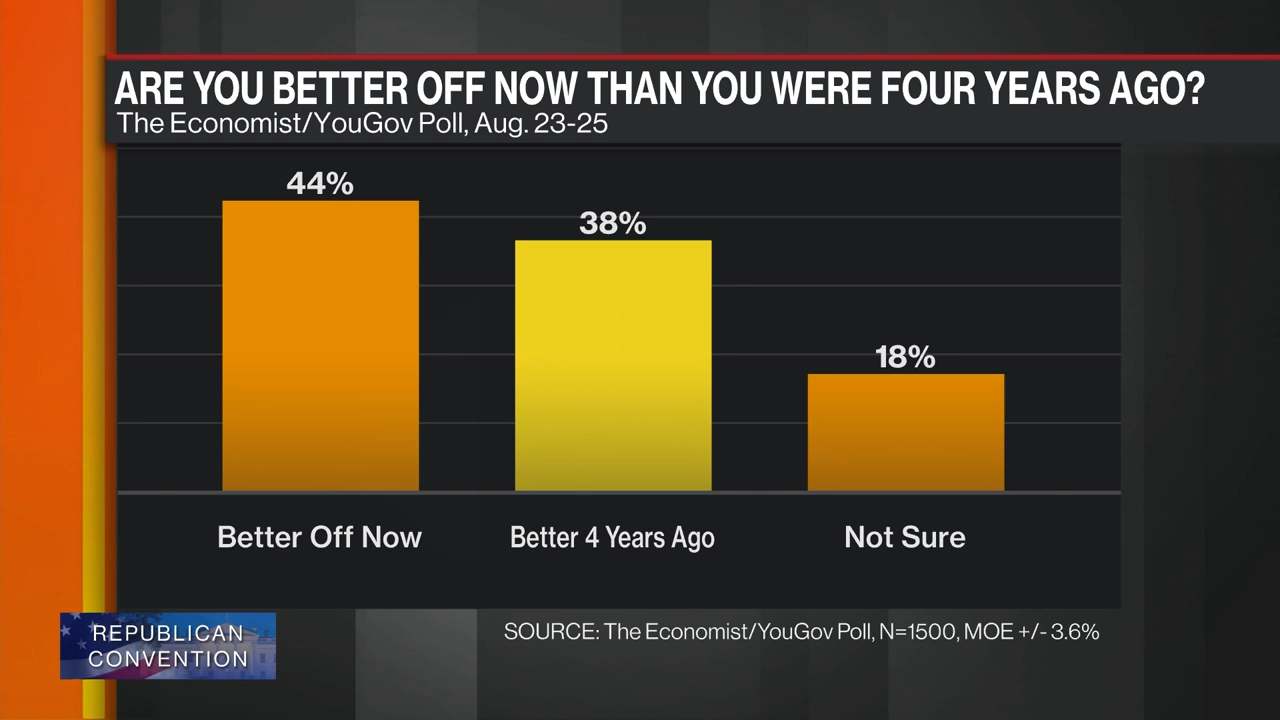 ARE YOU BETTER OFF NOW THAN YOU WERE FOUR YEARS AGO?
The Economist/YouGov Poll, Aug. 23-25
44%
38%
18%
Better Off Now
Better 4 Years Ago
Not Sure
REPUBLICAN
CONVENTION
SOURCE: The Economist/YouGov Poll, N=1500, MOE +/- 3.6%